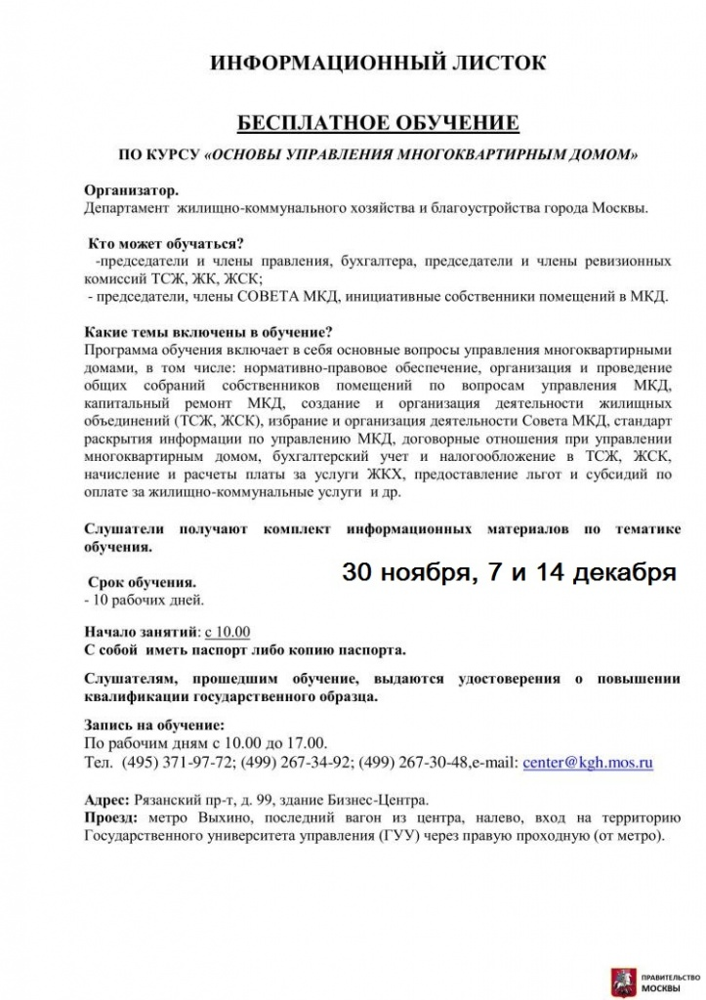 ИНФОРМАЦИОННЫЙ ЛИСТОК
БЕСПЛАТНОЕ ОБУЧЕНИЕ
ПО КУРСУ «ОСНОВЫ УПРАВЛЕНИЯ МНОГОКВАРТИРНЫМ ДОМОМ»
Организатор.
Департамент жилищно-коммунального хозяйства и благоустройства города Москвы.
Кто может обучаться?
-председатели и члены правления, бухгалтера, председатели и члены ревизионных
комиссий ТСЖ, ЖК, ЖСК;
- председатели, члены СОВЕТА МКД, инициативные собственники помещений в МКД.
Какие темы включены в обучение?
Программа обучения включает в себя основные вопросы управления многоквартирными
домами, в том числе: нормативно-правовое обеспечение, организация и проведение
общих собраний собственников помещений по вопросам управления МКД,
капитальный ремонт МКД, создание и организация деятельности жилищных
объединений (ТСЖ, ЖСК), избрание и организация деятельности Совета МКД, стандарт
раскрытия информации по управлению МКД, договорные отношения при управлении
многоквартирным домом, бухгалтерский учет и налогообложение в ТСЖ, ЖСК,
начисление и расчеты платы за услуги ЖКХ, предоставление льгот и субсидий по
оплате за жилищно-коммунальные услуги и др.
Слушатели получают комплект информационных материалов по тематике
обучения.
30 ноября, 7 и 14 декабря
Срок обучения.
- 10 рабочих дней.
Начало занятий: с 10.00
С собой иметь паспорт либо копию паспорта.
Слушателям, прошедшим обучение, выдаются удостоверения о повышении
квалификации государственного образца.
Запись на обучение:
По рабочим дням с 10.00 до 17.00.
Тел. (495) 371-97-72; (499) 267-34-92; (499) 267-30-48,e-mail: center@kgh.mos.ru
Адрес: Рязанский пр-т, д. 99, здание Бизнес-Центра.
Проезд: метро Выхино, последний вагон из центра, налево, вход на территорию
Государственного университета управления (ГУУ) через правую проходную (от метро).
ПРАВИТЕЛЬСТВО
МОСКВЫ